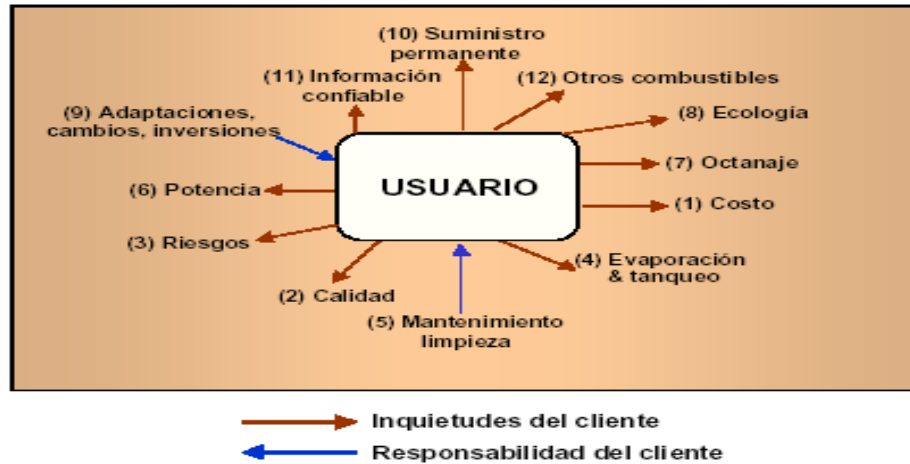 (10) Suministro
permanente
(11) Información
confiable
(12) Otros combustibles
(9) Adaptaciones,
cambios, inversiones
(8) Ecología
USUARIO
(7) Octanaje
(6) Potencia
(1) Costo
(3) Riesgos
(4) Evaporación
& tanqueo
(2) Calidad
(5) Mantenimiento
limpieza
Inquietudes del cliente
Responsabilidad del cliente